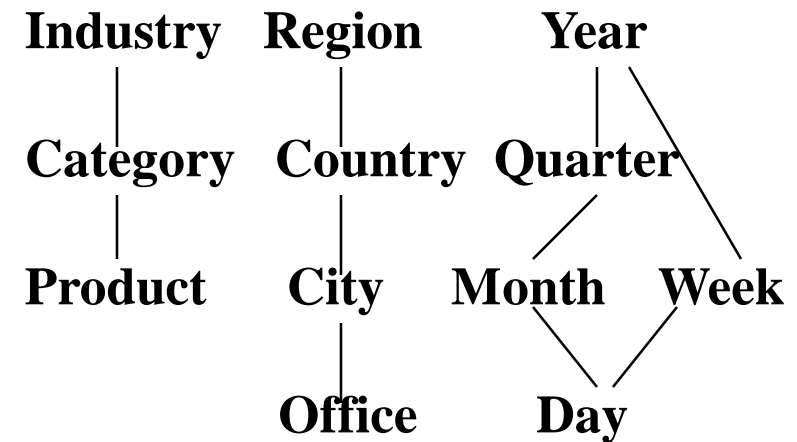 Industry Region Year
Category Country Quarter
Product City Month Week
Office Day